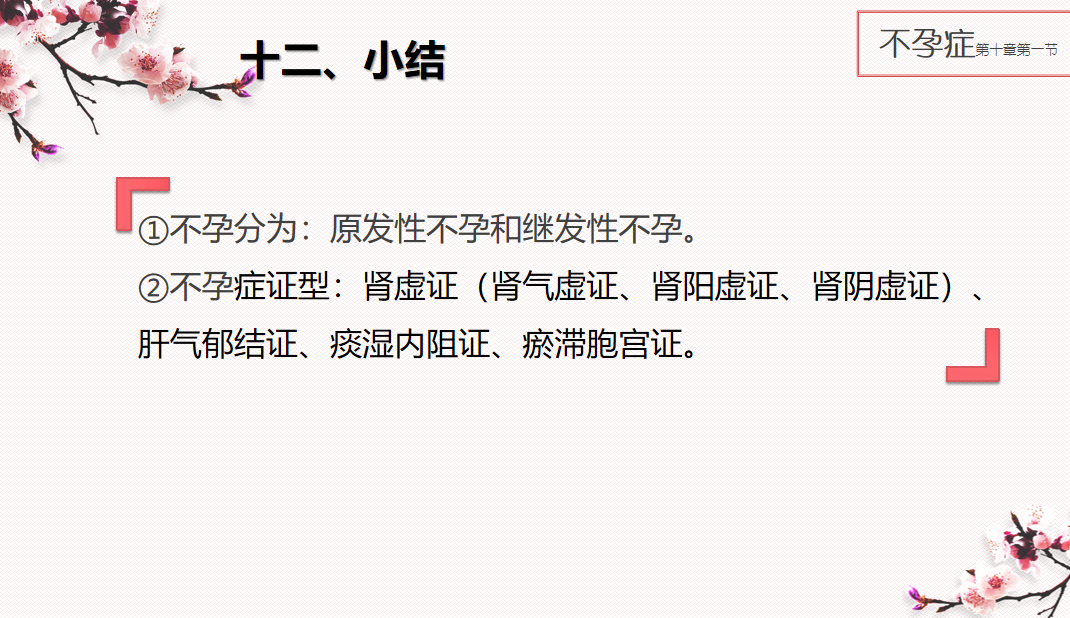 十二、小结
不孕症第十章第一节
①不孕分为：原发性不孕和继发性不孕。
②不孕症证型：肾虚证（肾气虚证、肾阳虚证、肾阴虚证）、
肝气郁结证、痰湿内阻证、瘀滞胞宫证。